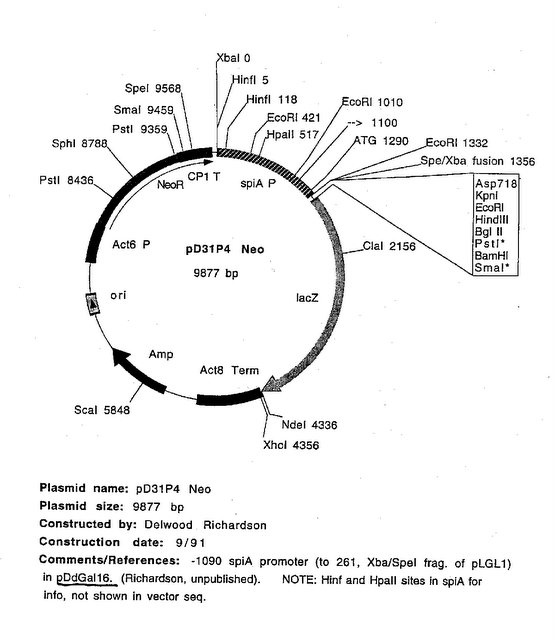 XbaI 0
HinfI 5
HinfI 118
EcoRI 421
HpaII 517
EcoRI 1010
--> 1100
ATG 1290
EcoRI 1332
Spe/Xba fusion 1356
Asp718
KpnI
EcoRI
HindIII
Bgl II
PstI*
BamHI
SmaI*
SpeI 9568
SmaI 9459
PstI 9359
SphI 8788
PstI 8436
NeoR
CP1 T
spiA P
Act6 P
pD31P4 Neo
9877 bp
ClaI 2156
lacZ
ori
Amp
Act8 Term
ScaI 5848
NdeI 4336
XhoI 4356
Plasmid name: pD31P4 Neo
Plasmid size: 9877 bp
Constructed by: Delwood Richardson
Construction date: 9/91
Comments/References: -1090 spiA promoter (to 261, Xba/SpeI frag. of pLGL1)
in pDdGal16. (Richardson, unpublished). NOTE: Hinf and HpaII sites in spiA for
info, not shown in vector seq.